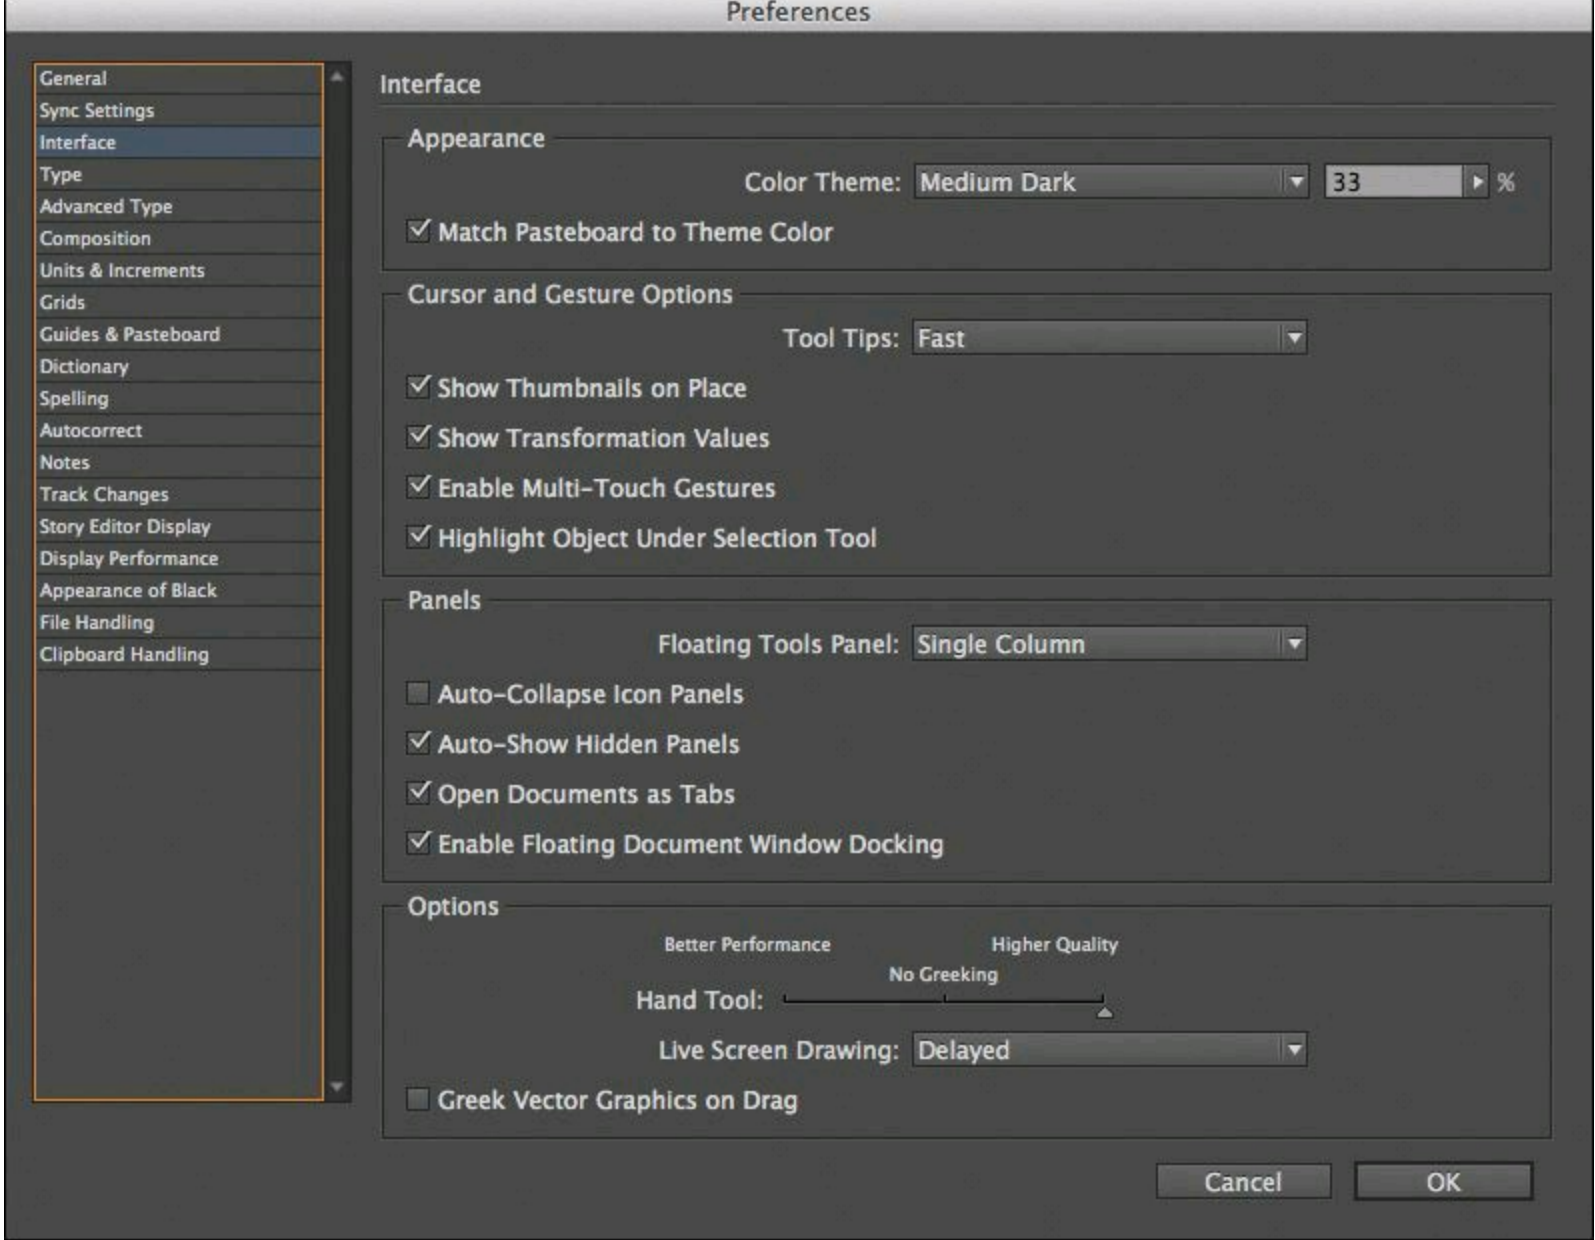 Preferences
General
Sync Settings
Interface
Type
Advanced Type
Composition
Units & Increments
Grids
Guides & Pasteboard
Dictionary
Spelling
Autocorrect
Notes
Track Changes
Story Editor Display
Display Performance
Appearance of Black
File Handling
Clipboard Handling
Interface
Appearance
Color Theme: Medium Dark 33 %
Match Pasteboard to Theme Color
Cursor and Gesture Options
Tool Tips: Fast
Show Thumbnails on Place
Show Transformation Values
Enable Multi-Touch Gestures
Highlight Object Under Selection Tool
Panels
Floating Tools Panel: Single Column
Auto-Collapse Icon Panels
Auto-Show Hidden Panels
Open Documents as Tabs
Enable Floating Document Window Docking
Options
Better Performance Higher Quality
No Greeking
Hand Tool:
Live Screen Drawing: Delayed
Greek Vector Graphics on Drag
Cancel OK